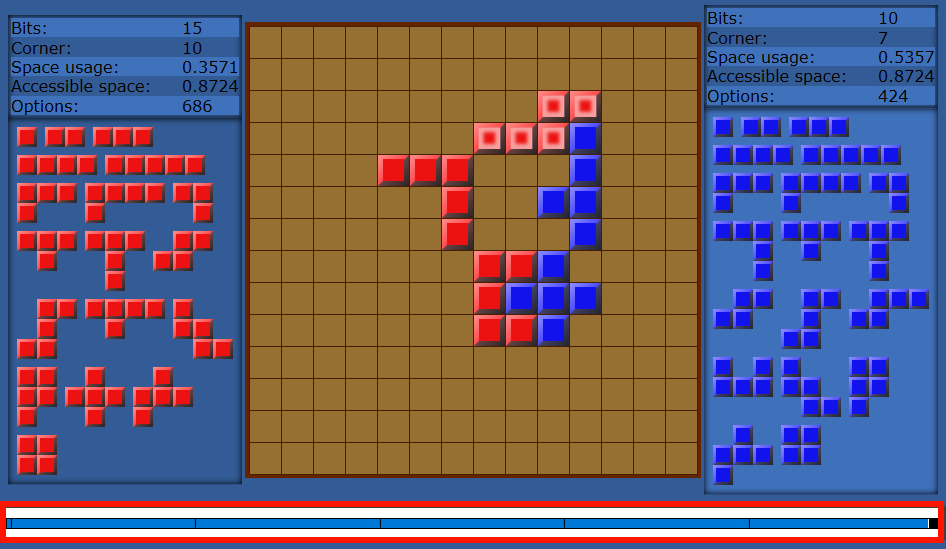 Bits: 15
Corner: 10
Space usage: 0.3571
Accessible space: 0.8724
Options: 686
Bits: 10
Corner: 7
Space usage: 0.5357
Accessible space: 0.8724
Options: 424